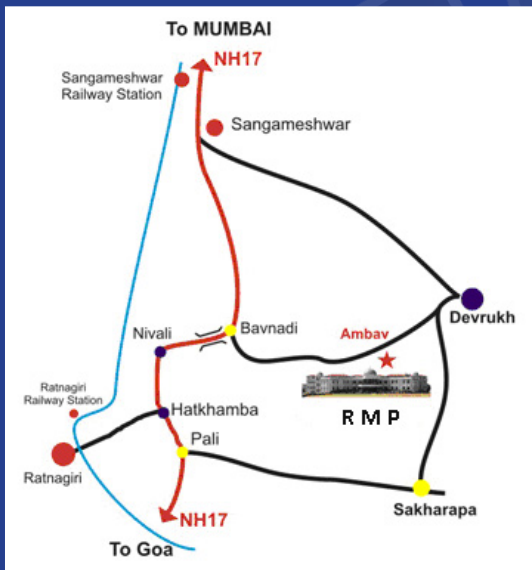 To MUMBAI
NH17
Sangameshwar
Railway Station
Sangameshwar
Devrukh
Nivali
Bavnadi
Ambav
R M P
Ratnagiri
Railway Station
Hatkhamba
Pali
Ratnagiri
Sakharapa
NH17
To Goa